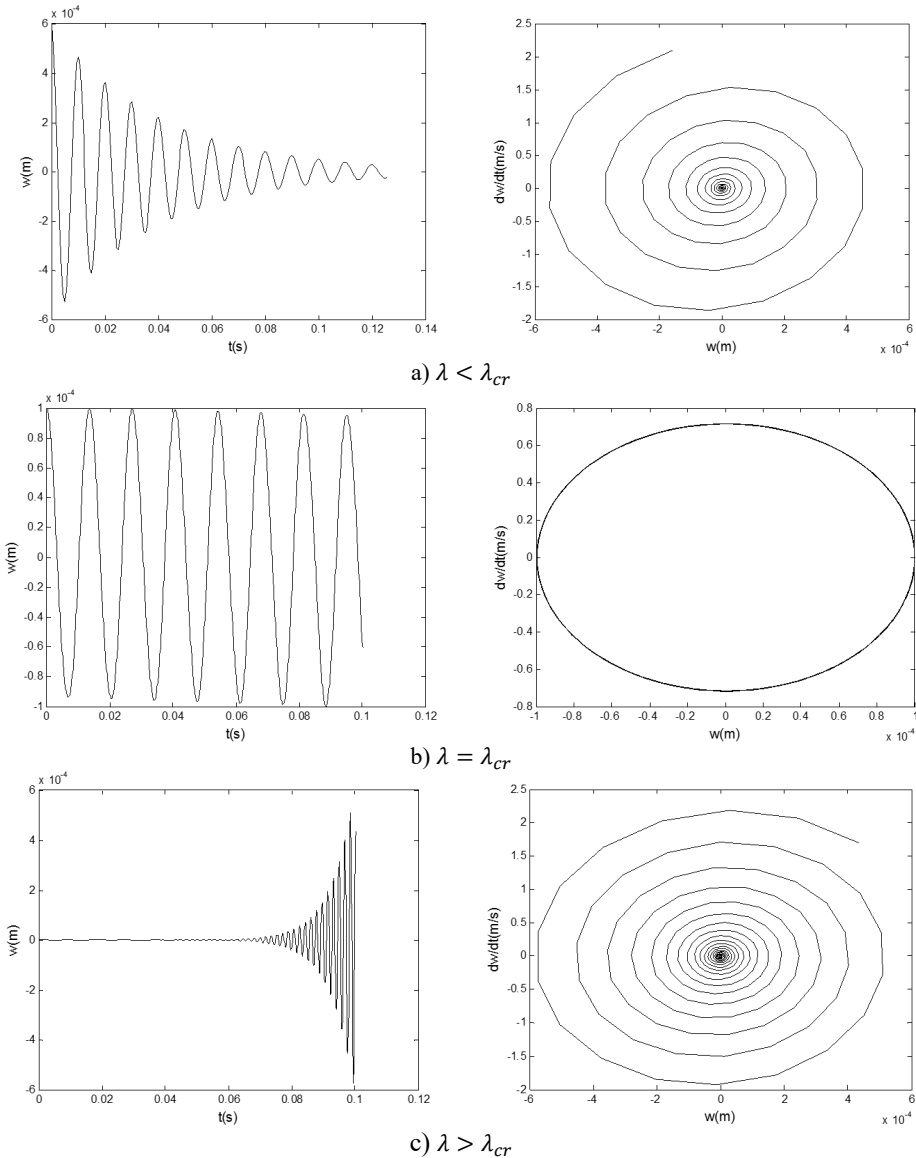 x 10⁻⁴
6
4
2
0
-2
-4
-6
w(m)
0 0.02 0.04 0.06 0.08 0.1 0.12 0.14
t(s)
2.5
2
1.5
1
0.5
0
-0.5
-1
-1.5
-2
dw/dt(m/s)
-6 -4 -2 0 2 4 6
w(m)
x 10⁻⁴
a) λ < λcr
x 10⁻⁴
1
0.8
0.6
0.4
0.2
0
-0.2
-0.4
-0.6
-0.8
-1
w(m)
0 0.02 0.04 0.06 0.08 0.1 0.12
t(s)
0.8
0.6
0.4
0.2
0
-0.2
-0.4
-0.6
-0.8
dw/dt(m/s)
-1 -0.8 -0.6 -0.4 -0.2 0 0.2 0.4 0.6 0.8 1
w(m)
x 10⁻⁴
b) λ = λcr
x 10⁻⁴
6
4
2
0
-2
-4
-6
w(m)
0 0.02 0.04 0.06 0.08 0.1 0.12
t(s)
2.5
2
1.5
1
0.5
0
-0.5
-1
-1.5
-2
dw/dt(m/s)
-6 -4 -2 0 2 4 6
w(m)
x 10⁻⁴
c) λ > λcr